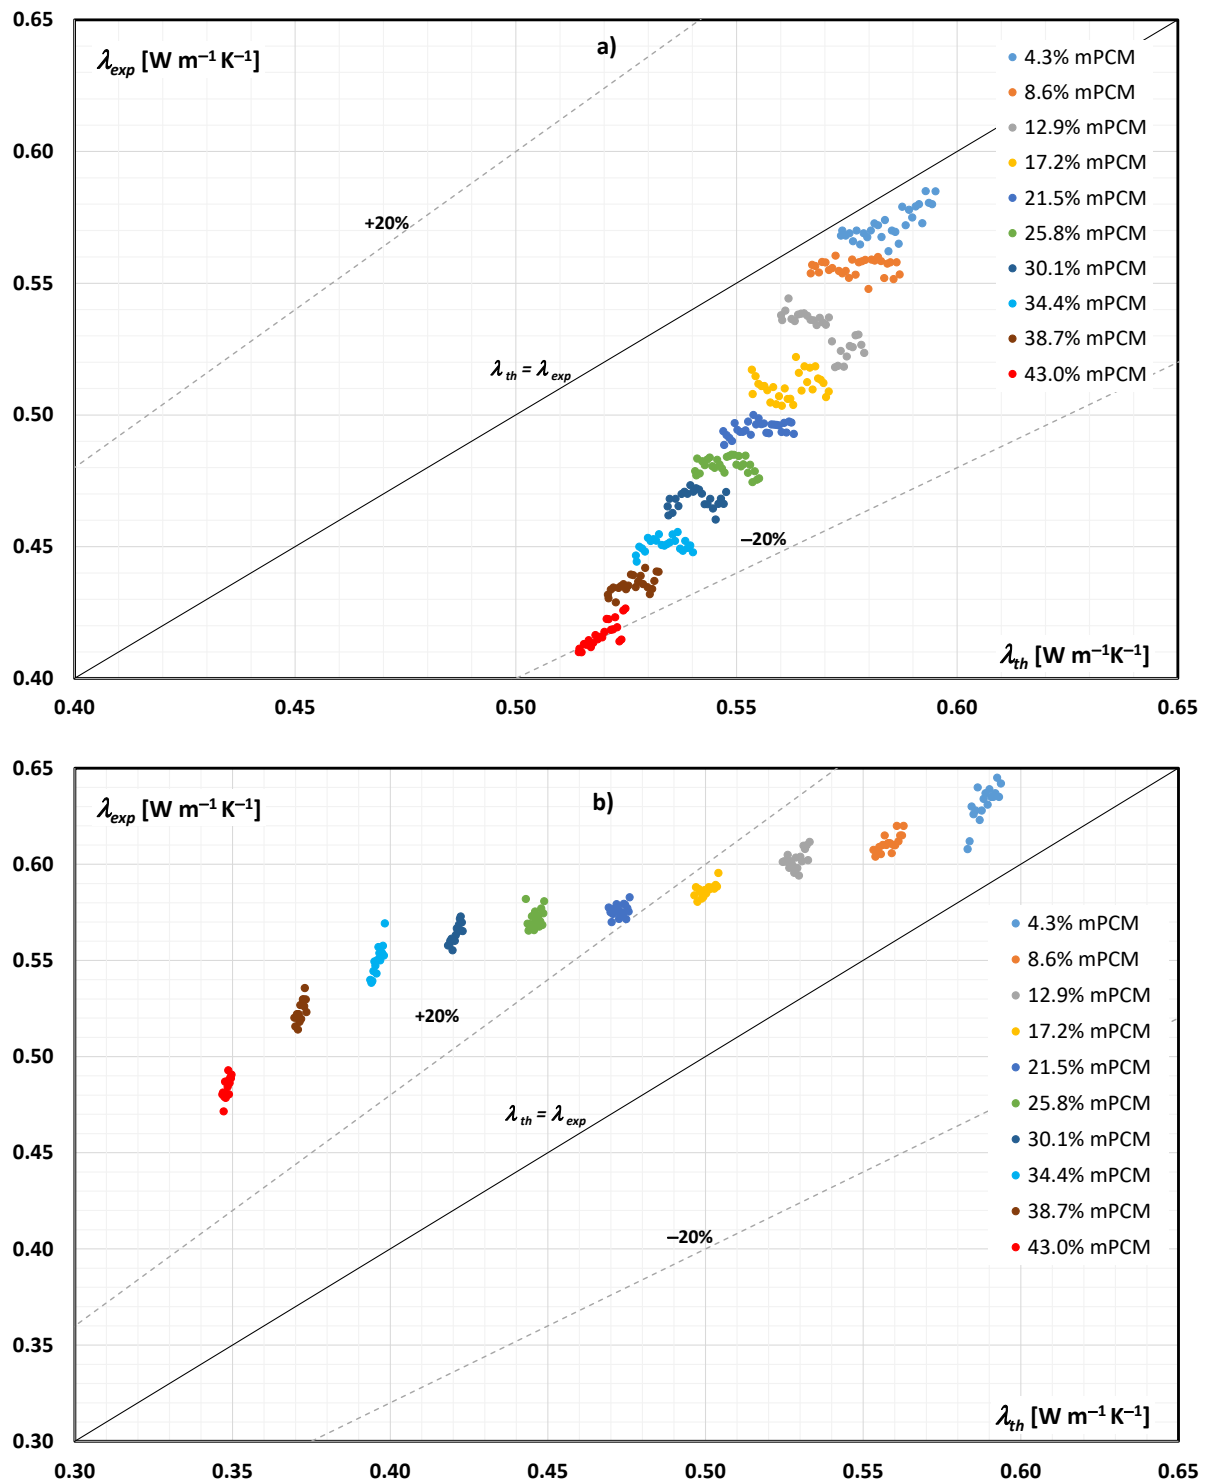 0.65
λexp [W m⁻¹ K⁻¹]
a)
4.3% mPCM
8.6% mPCM
12.9% mPCM
17.2% mPCM
21.5% mPCM
25.8% mPCM
30.1% mPCM
34.4% mPCM
38.7% mPCM
43.0% mPCM
0.60
+20%
0.55
λth = λexp
0.50
−20%
0.45
λth [W m⁻¹K⁻¹]
0.40
0.40 0.45 0.50 0.55 0.60 0.65
0.65
λexp [W m⁻¹ K⁻¹]
b)
0.60
4.3% mPCM
8.6% mPCM
12.9% mPCM
17.2% mPCM
21.5% mPCM
25.8% mPCM
30.1% mPCM
34.4% mPCM
38.7% mPCM
43.0% mPCM
0.55
+20%
0.50
λth = λexp
0.45
−20%
0.40
0.35
λth [W m⁻¹ K⁻¹]
0.30
0.30 0.35 0.40 0.45 0.50 0.55 0.60 0.65